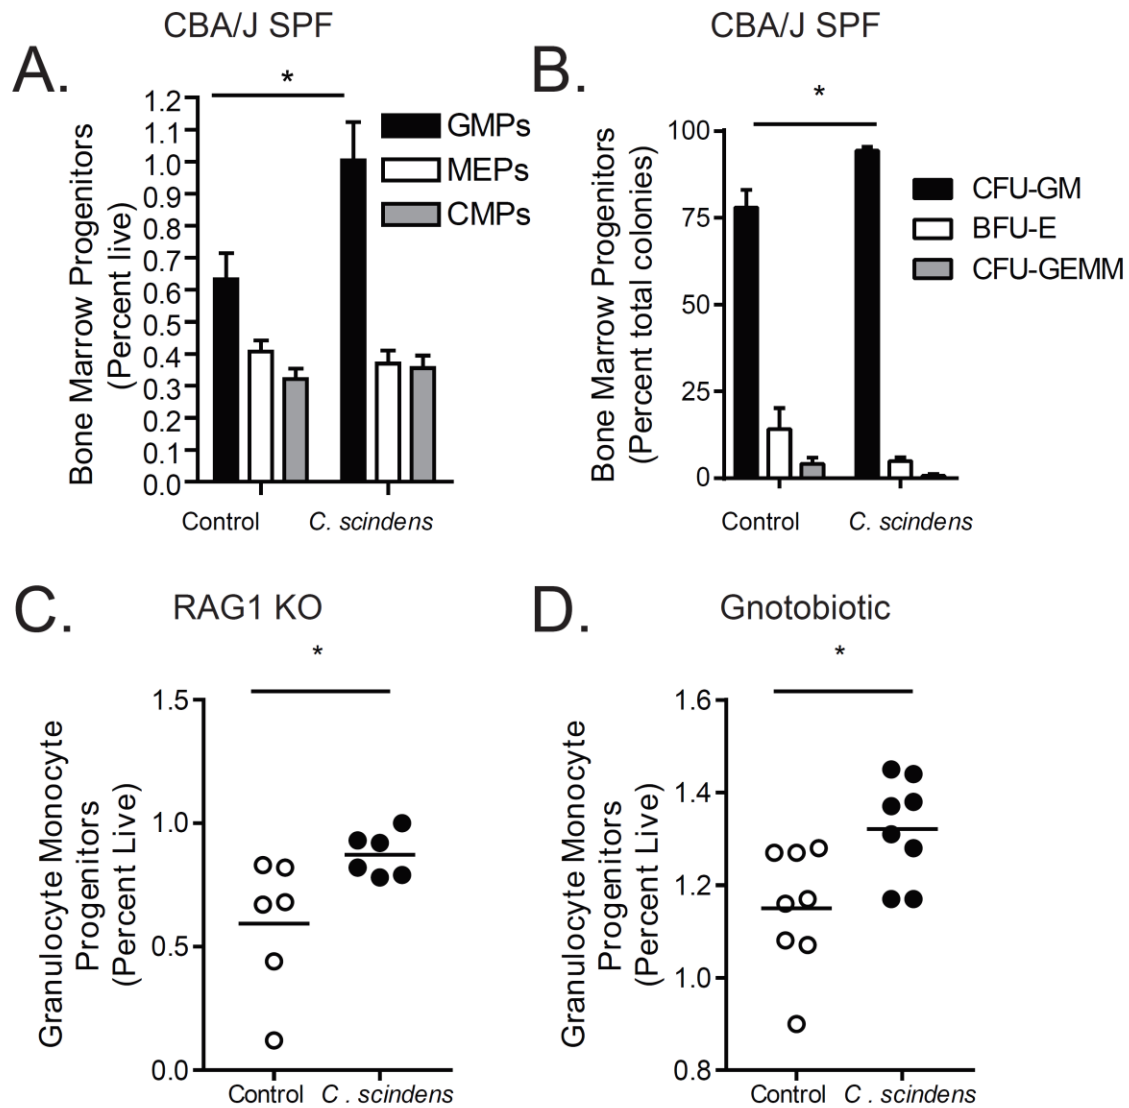 CBA/J SPF
A.
*
Bone Marrow Progenitors
(Percent live)
1.2
1.1
1.0
0.9
0.8
0.7
0.6
0.5
0.4
0.3
0.2
0.1
0.0
GMPs
MEPs
CMPs
Control
C. scindens
CBA/J SPF
B.
*
Bone Marrow Progenitors
(Percent total colonies)
100
75
50
25
0
CFU-GM
BFU-E
CFU-GEMM
Control
C. scindens
C.
RAG1 KO
*
Granulocyte Monocyte
Progenitors
(Percent Live)
1.5
1.0
0.5
0.0
Control
C . scindens
D.
Gnotobiotic
*
Granulocyte Monocyte
Progenitors
(Percent Live)
1.6
1.4
1.2
1.0
0.8
Control
C . scindens